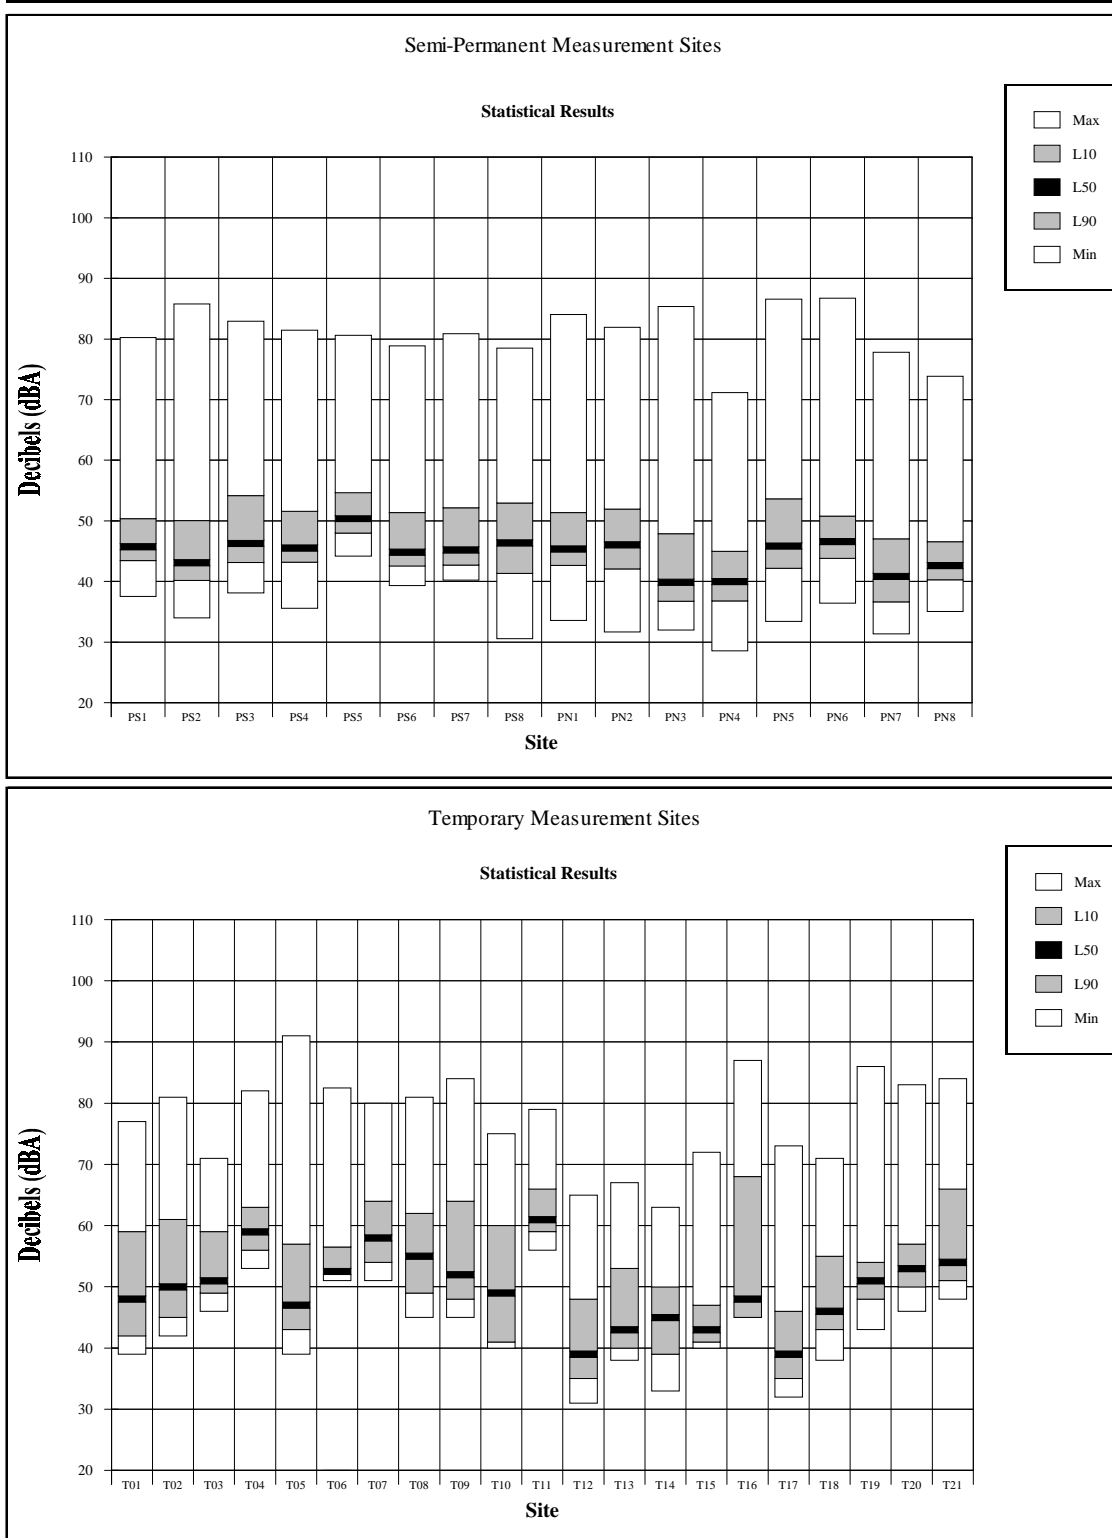 Semi-Permanent Measurement Sites
Statistical Results
Max
L10
L50
L90
Min
110
100
90
80
70
60
50
40
30
20
Decibels (dBA)
PS1 PS2 PS3 PS4 PS5 PS6 PS7 PS8 PN1 PN2 PN3 PN4 PN5 PN6 PN7 PN8
Site
Temporary Measurement Sites
Statistical Results
Max
L10
L50
L90
Min
110
100
90
80
70
60
50
40
30
20
Decibels (dBA)
T01 T02 T03 T04 T05 T06 T07 T08 T09 T10 T11 T12 T13 T14 T15 T16 T17 T18 T19 T20 T21
Site